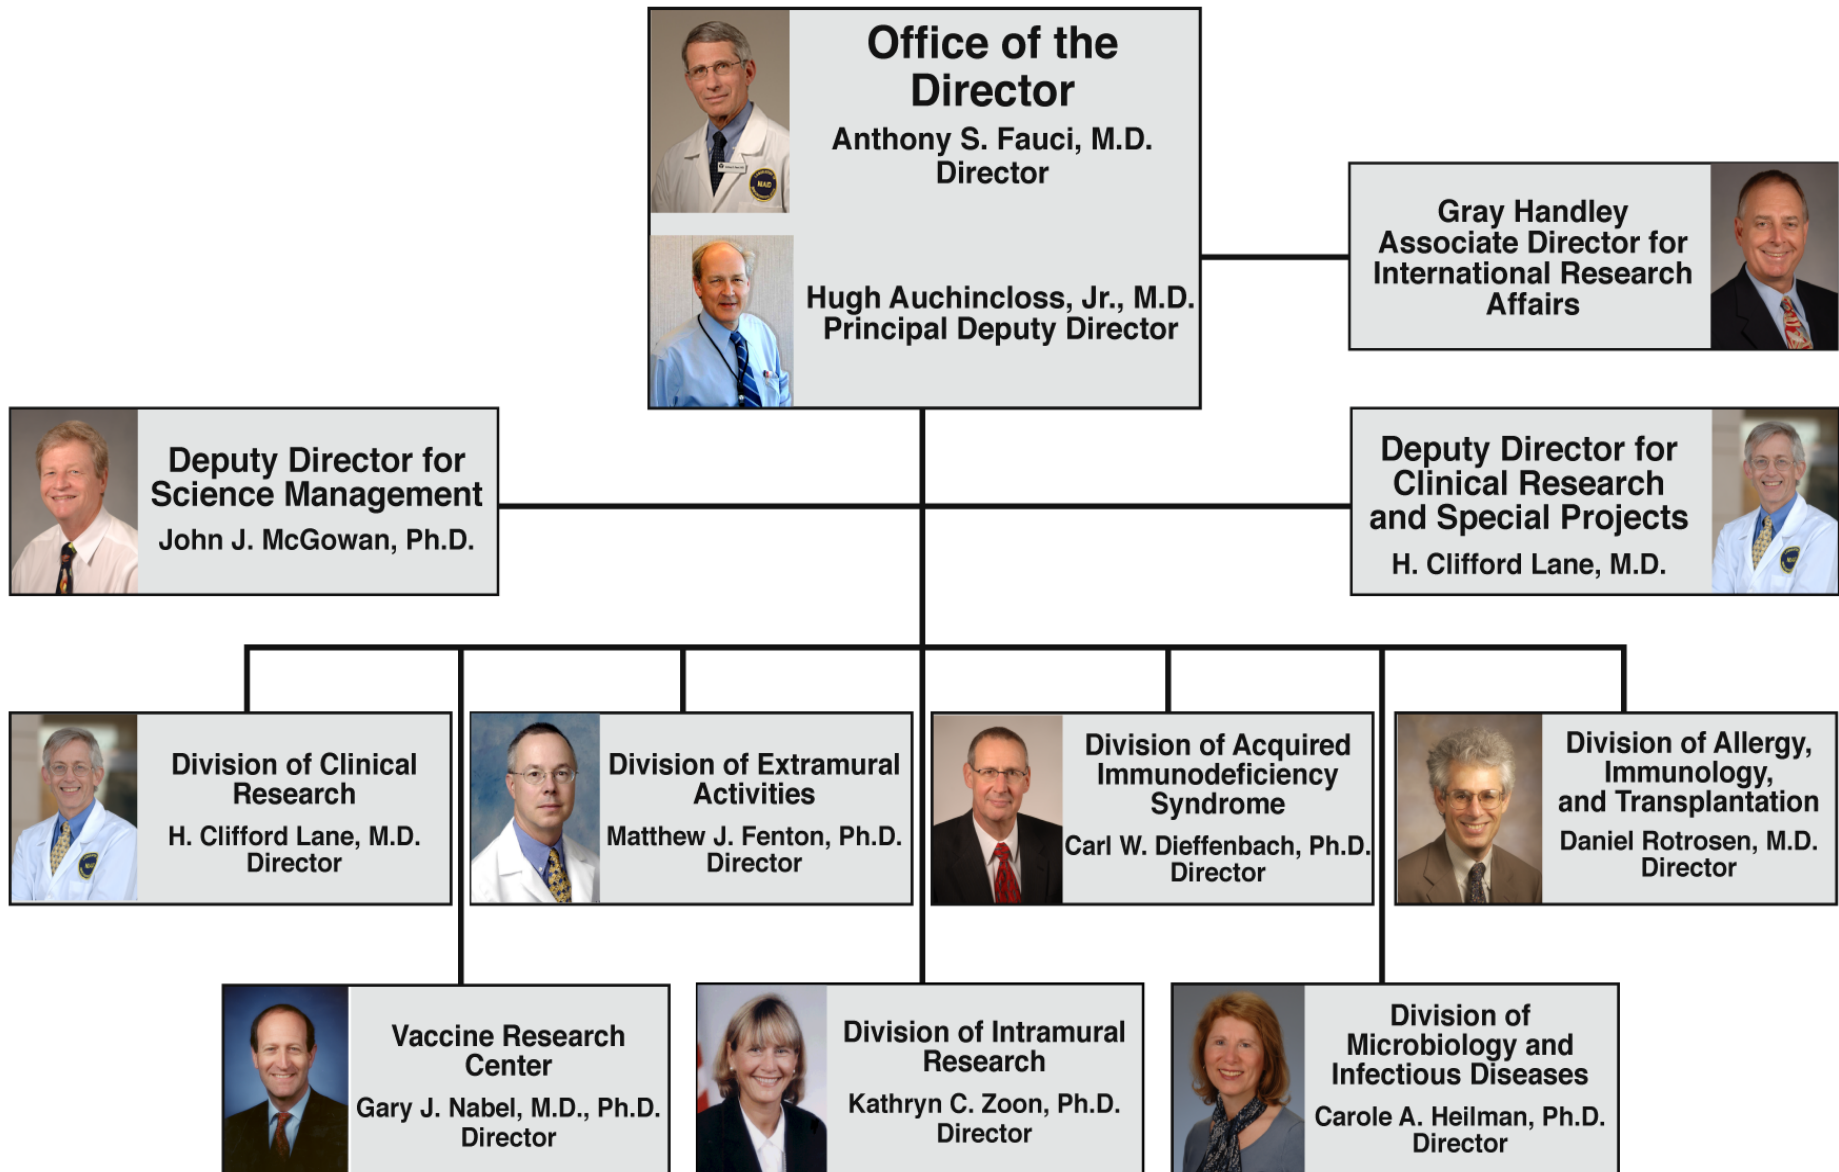 Office of the
Director
Anthony S. Fauci, M.D.
Director
Hugh Auchincloss, Jr., M.D.
Principal Deputy Director
Gray Handley
Associate Director for
International Research
Affairs
Deputy Director for
Science Management
John J. McGowan, Ph.D.
Deputy Director for
Clinical Research
and Special Projects
H. Clifford Lane, M.D.
Division of Clinical
Research
H. Clifford Lane, M.D.
Director
Division of Extramural
Activities
Matthew J. Fenton, Ph.D.
Director
Division of Acquired
Immunodeficiency
Syndrome
Carl W. Dieffenbach, Ph.D.
Director
Division of Allergy,
Immunology,
and Transplantation
Daniel Rotrosen, M.D.
Director
Vaccine Research
Center
Gary J. Nabel, M.D., Ph.D.
Director
Division of Intramural
Research
Kathryn C. Zoon, Ph.D.
Director
Division of
Microbiology and
Infectious Diseases
Carole A. Heilman, Ph.D.
Director